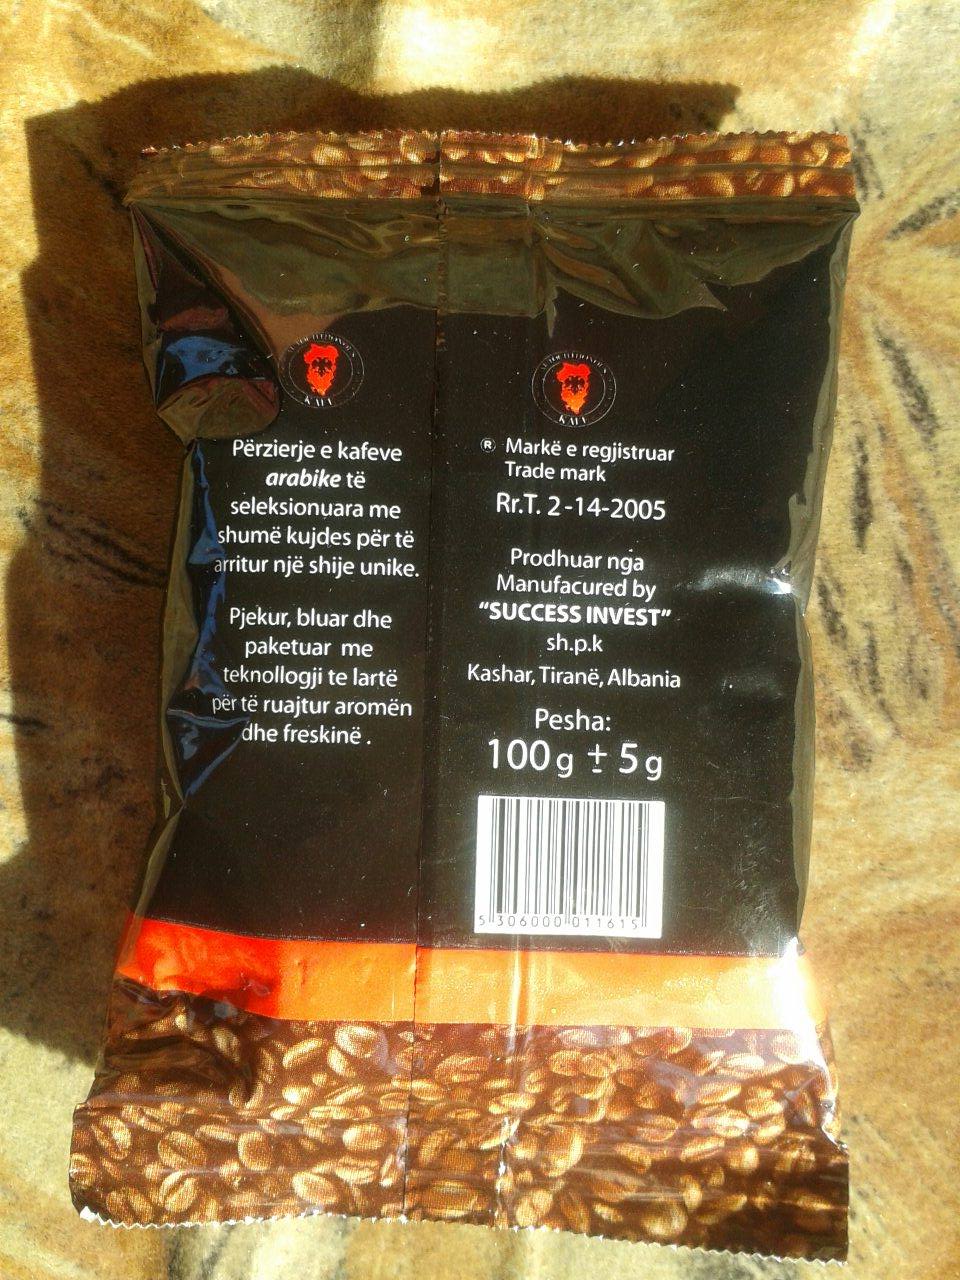 Përzierje e kafeve
arabike të
seleksionuara me
shumë kujdes për të
arritur një shije unike.
Pjekur, bluar dhe
paketuar me
teknollogji te lartë
për të ruajtur aromën
dhe freskinë .
KAFE
® Markë e regjistruar
Trade mark
Rr.T. 2-14-2005
Prodhuar nga
Manufacured by
“SUCCESS INVEST”
sh.p.k
Kashar, Tiranë, Albania
Pesha:
100g ± 5g
5 306000 011615